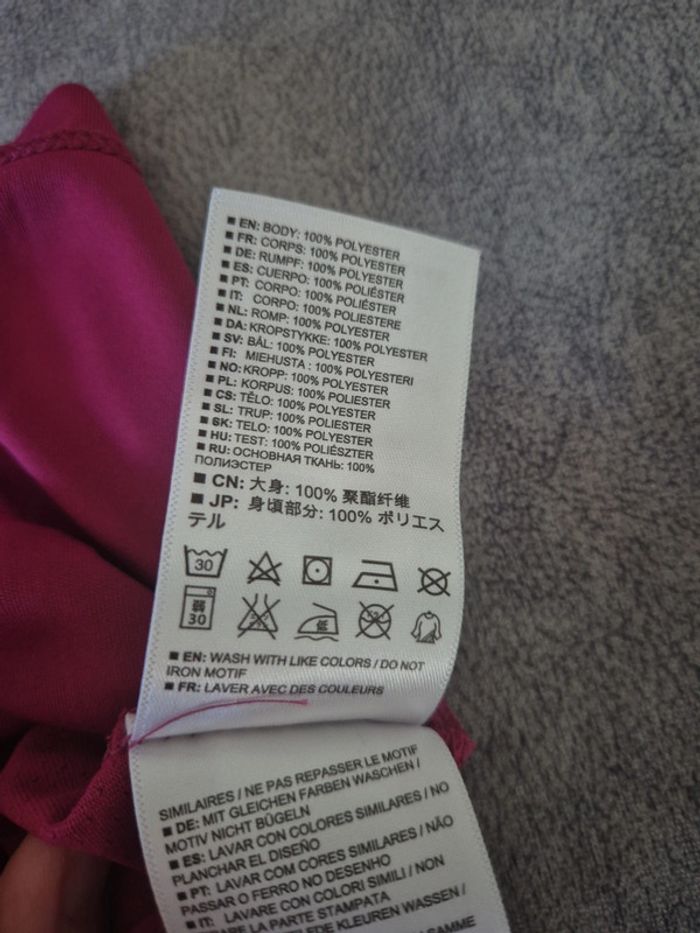 ■ EN: BODY: 100% POLYESTER
■ FR: CORPS: 100% POLYESTER
■ DE: RUMPF: 100% POLYESTER
■ ES: CUERPO: 100% POLIÉSTER
■ PT: CORPO: 100% POLIÉSTER
■ IT: CORPO: 100% POLIESTERE
■ NL: ROMP: 100% POLYESTER
■ DA: KROPSTYKKE: 100% POLYESTER
■ SV: BÅL: 100% POLYESTER
■ FI: MIEHUSTA : 100% POLYESTERI
■ NO: KROPP: 100% POLYESTER
■ PL: KORPUS: 100% POLIESTER
■ CS: TĚLO: 100% POLYESTER
■ SL: TRUP: 100% POLIESTER
■ SK: TELO: 100% POLYESTER
■ HU: TEST: 100% POLIÉSZTER
■ RU: ОСНОВНАЯ ТКАНЬ: 100%
ПОЛИЭСТЕР
■ CN: 大身: 100% 聚酯纤维
■ JP: 身頃部分: 100% ポリエス
テル
30
弱
30
低
■ EN: WASH WITH LIKE COLORS / DO NOT
IRON MOTIF
■ FR: LAVER AVEC DES COULEURS
SIMILAIRES / NE PAS REPASSER LE MOTIF
■ DE: MIT GLEICHEN FARBEN WASCHEN /
MOTIV NICHT BÜGELN
■ ES: LAVAR CON COLORES SIMILARES / NO
PLANCHAR EL DISEÑO
■ PT: LAVAR COM CORES SIMILARES / NÃO
PASSAR O FERRO NO DESENHO
■ IT: LAVARE CON COLORI SIMILI / NON
LA PARTE STAMPATA
KLEUREN WASSEN /